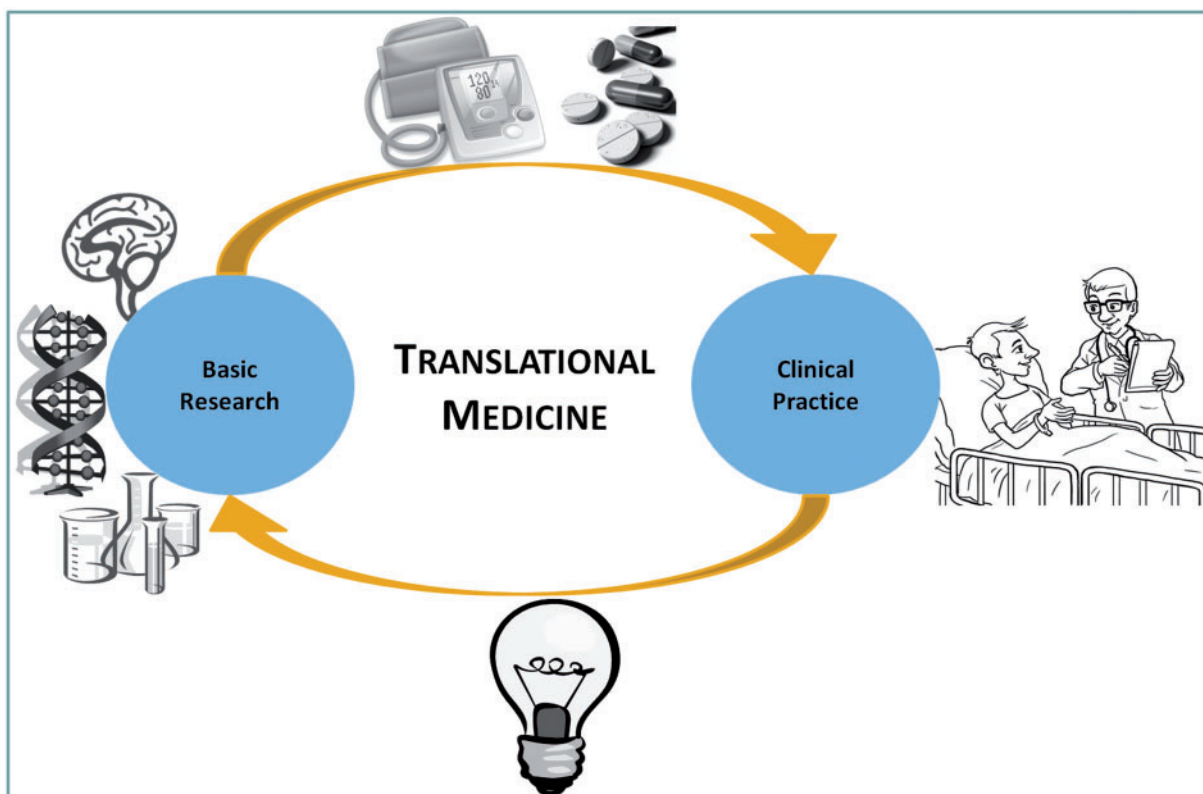 120
80
Basic
Research
TRANSLATIONAL
MEDICINE
Clinical
Practice